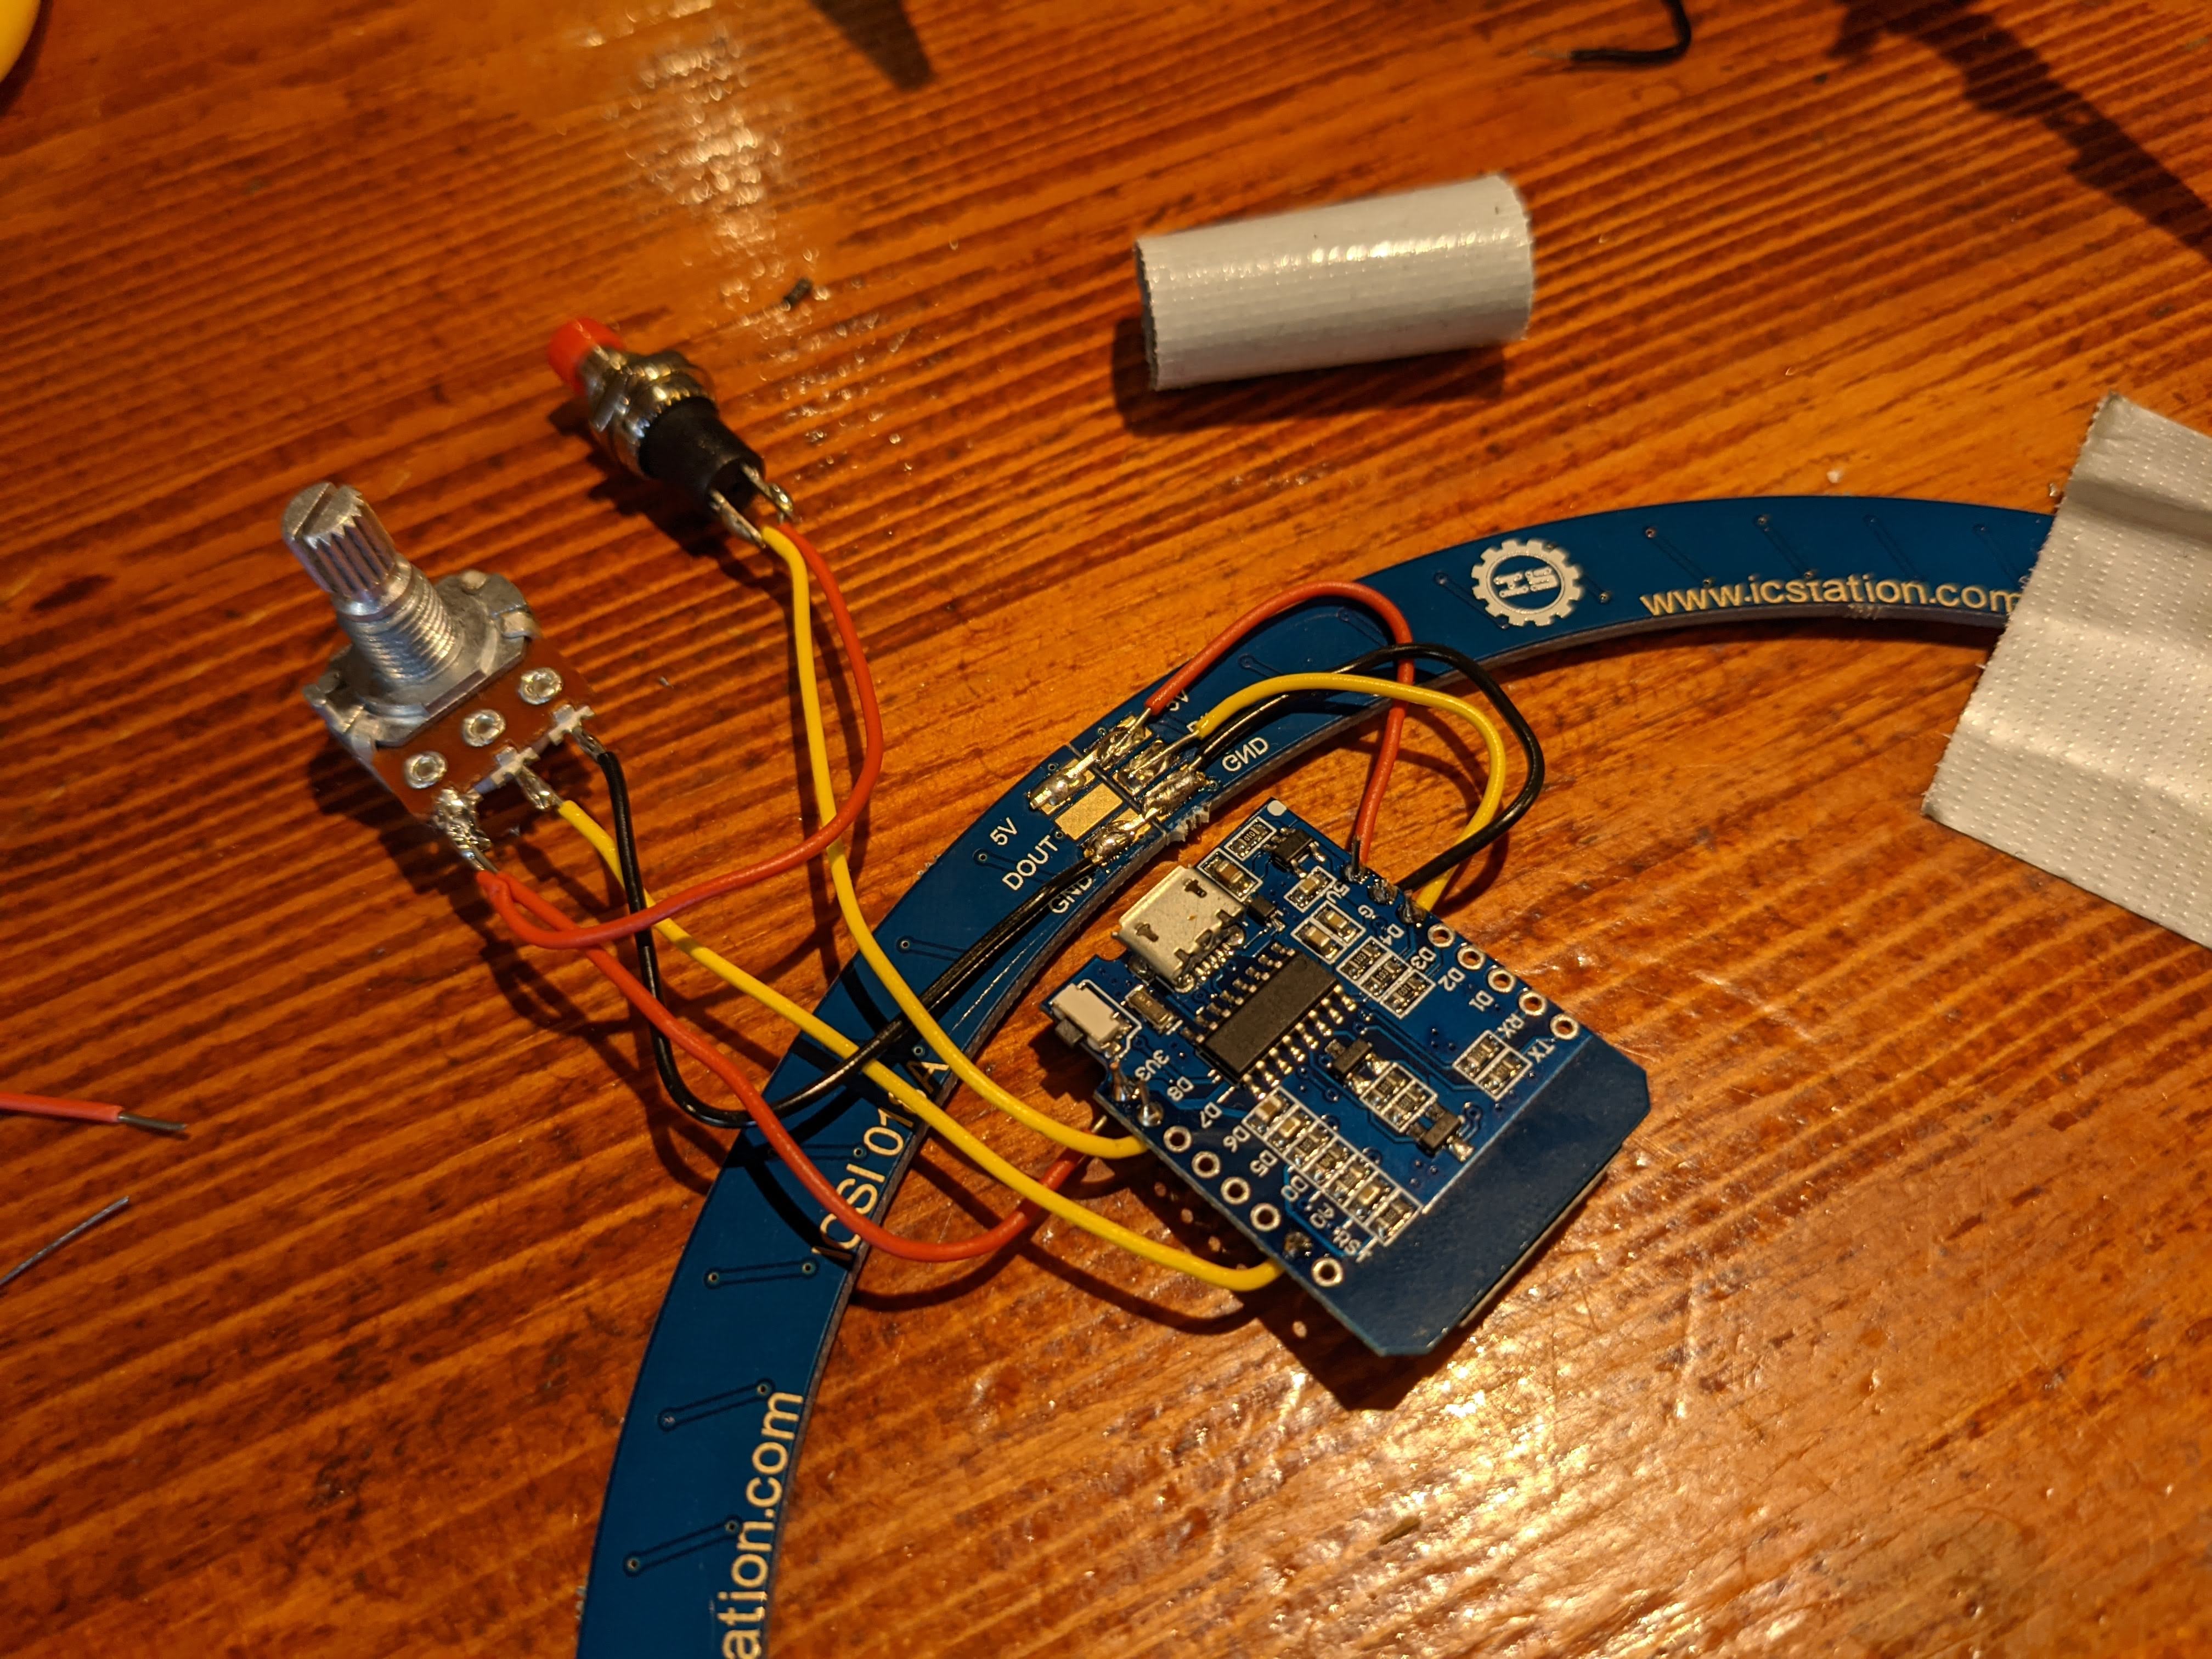 www.icstation.com
5V
GND
5V
DOUT
GND
ation.com
5V
G
D4
D3
D2
D1
RX
TX
3V3
D8
D7
D6
D5
D0
A0
RST